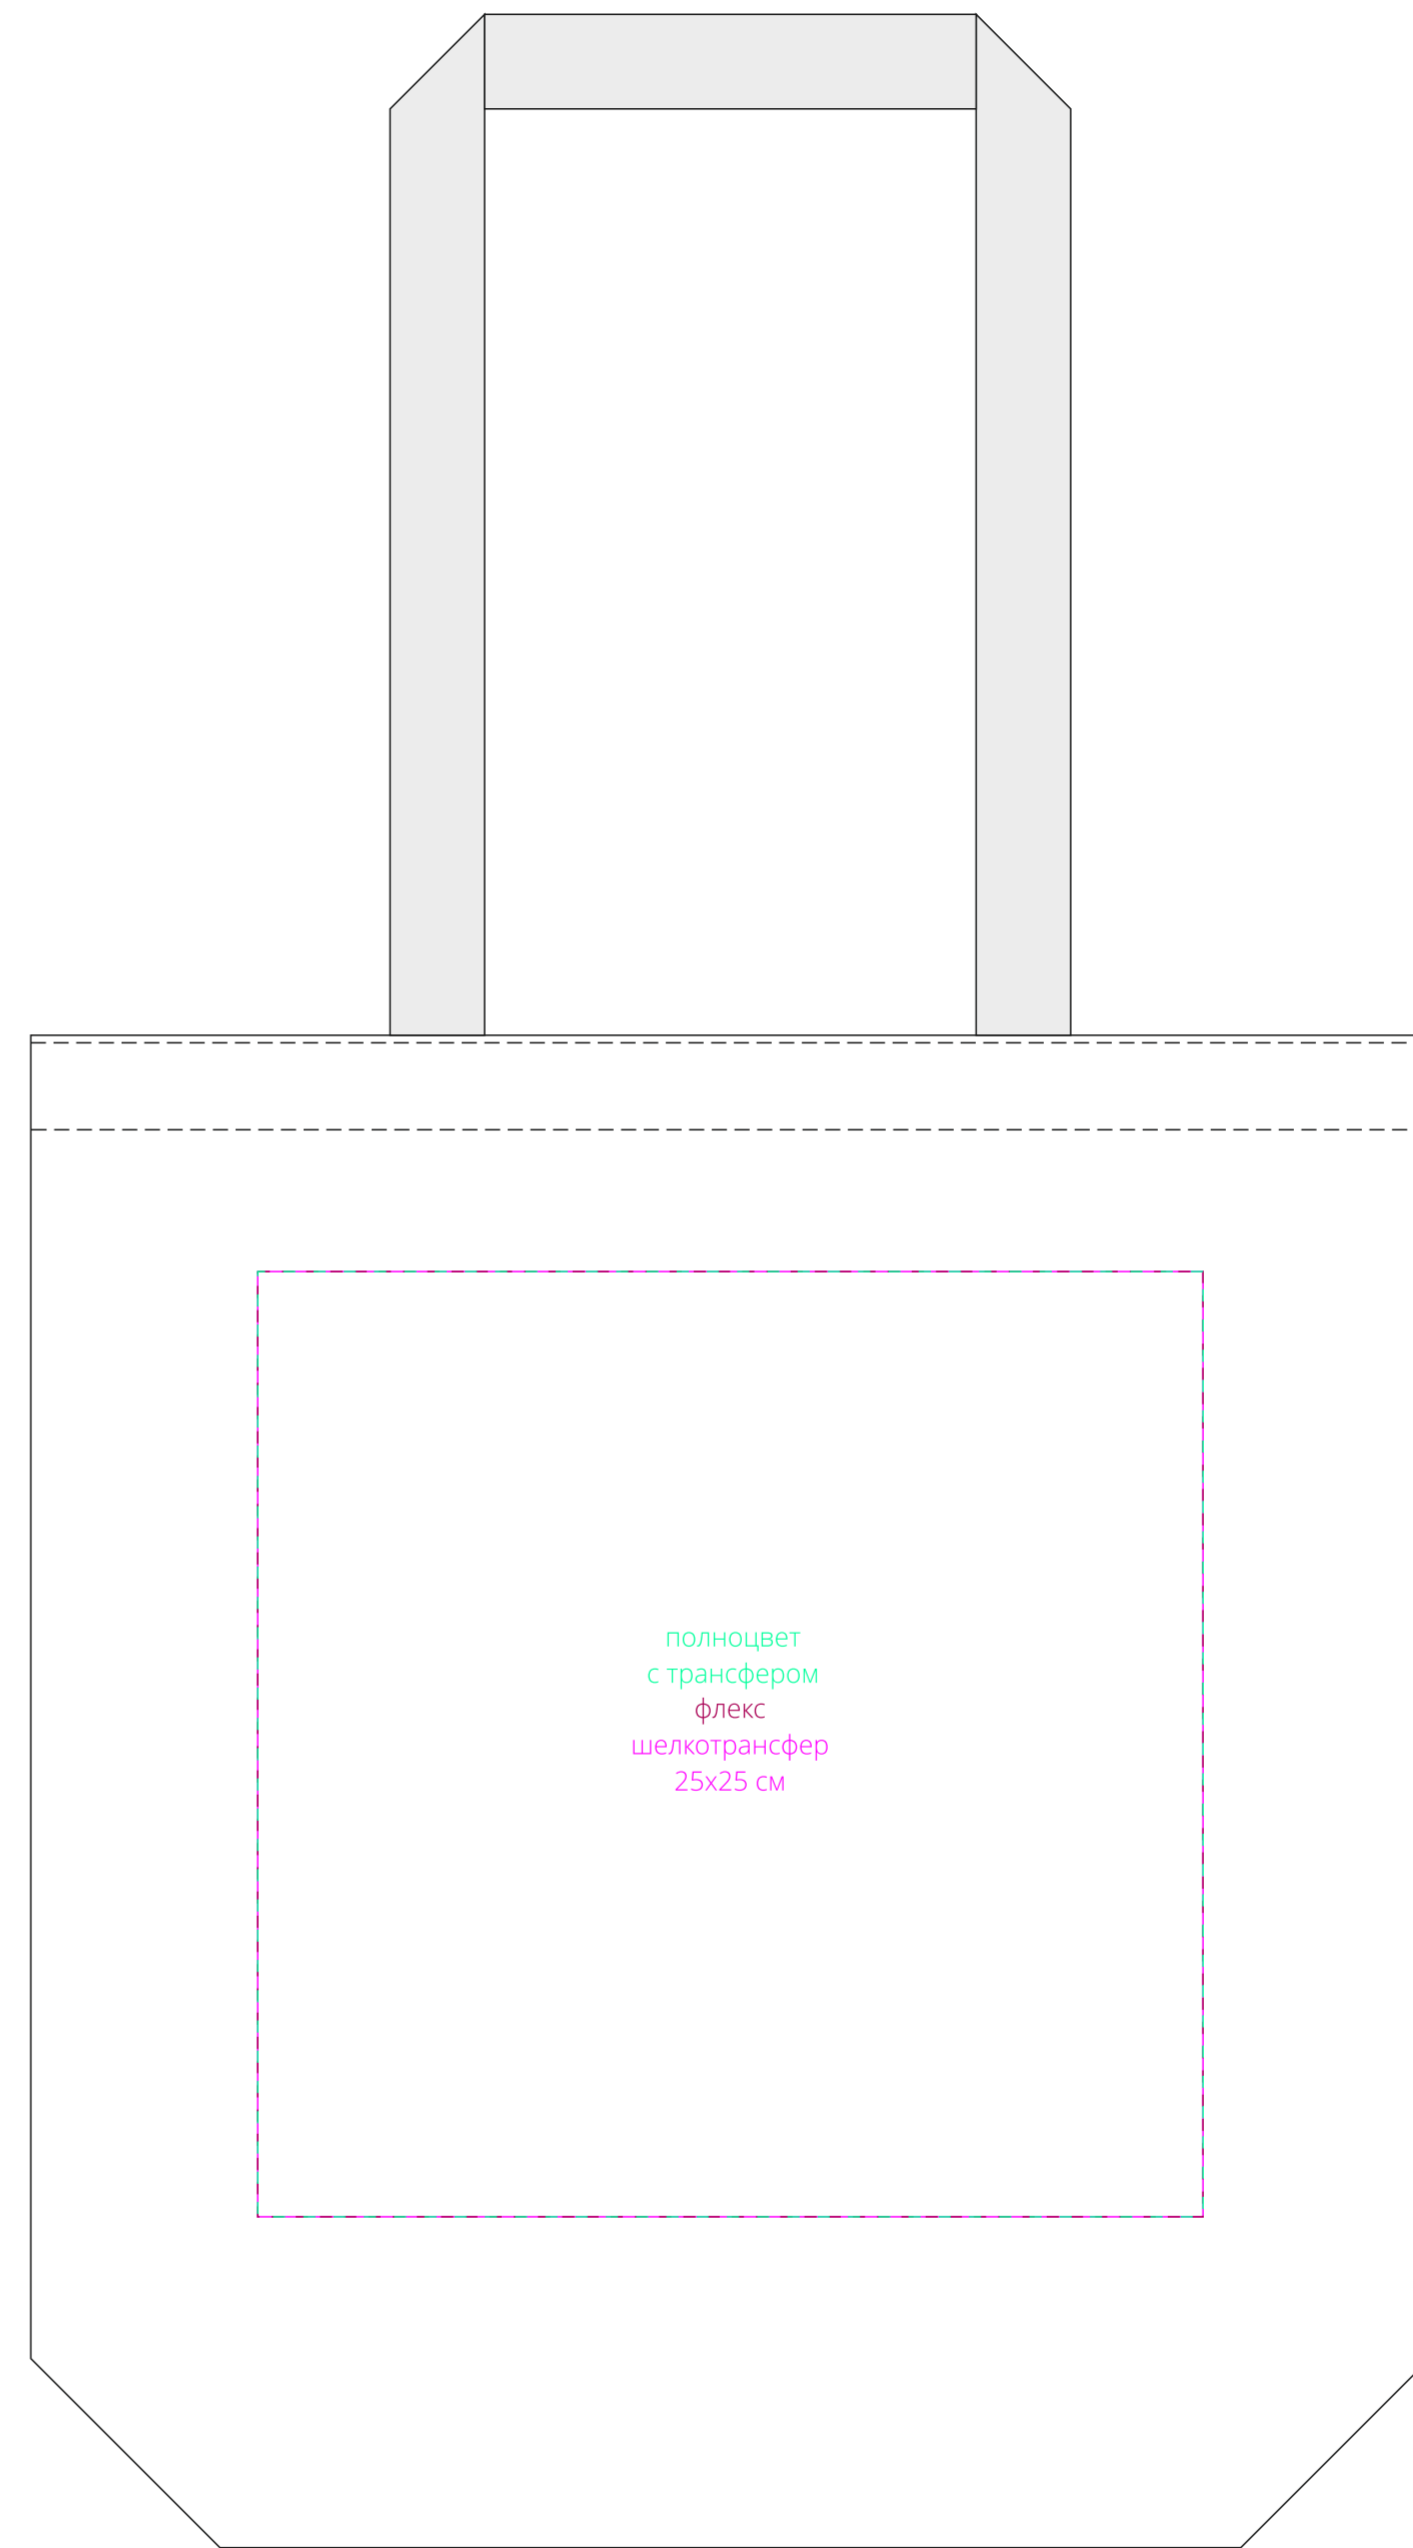 полноцвет
с трансфером
флекс
шелкотрансфер
25x25 см